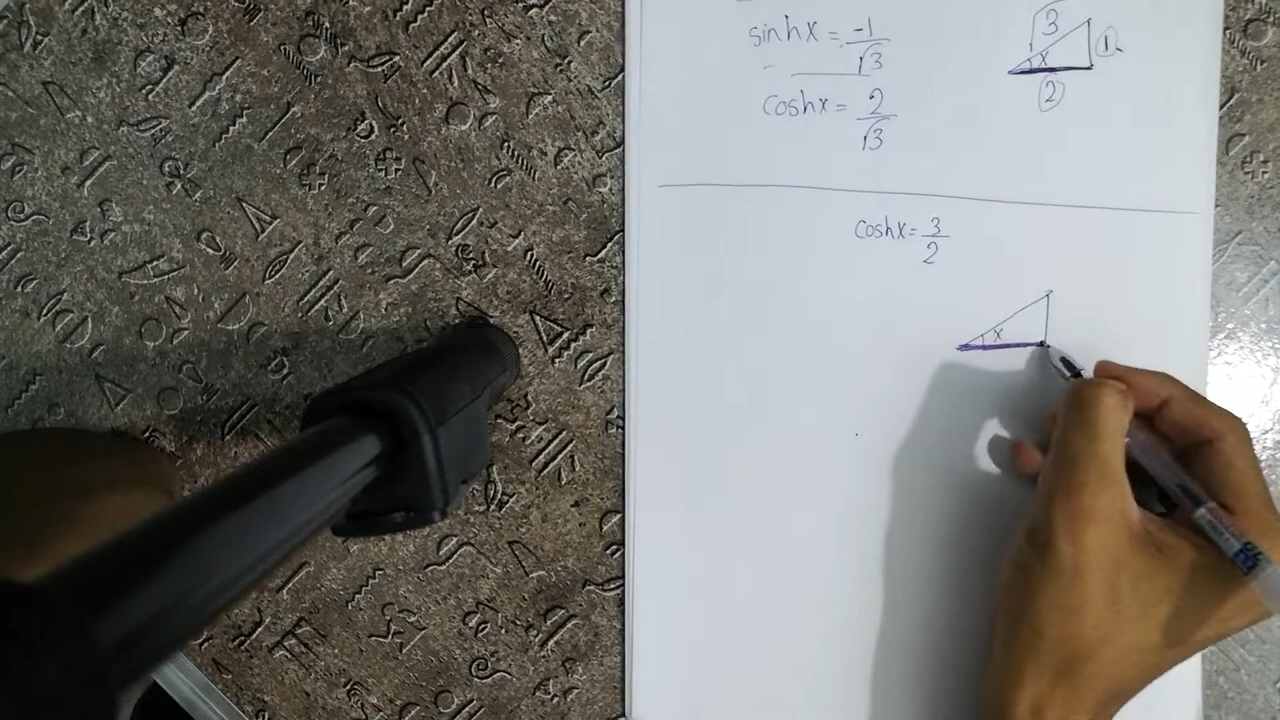 sinhx = -1/√3
coshx = 2/√3
√3
x
1
2
coshx = 3/2
x